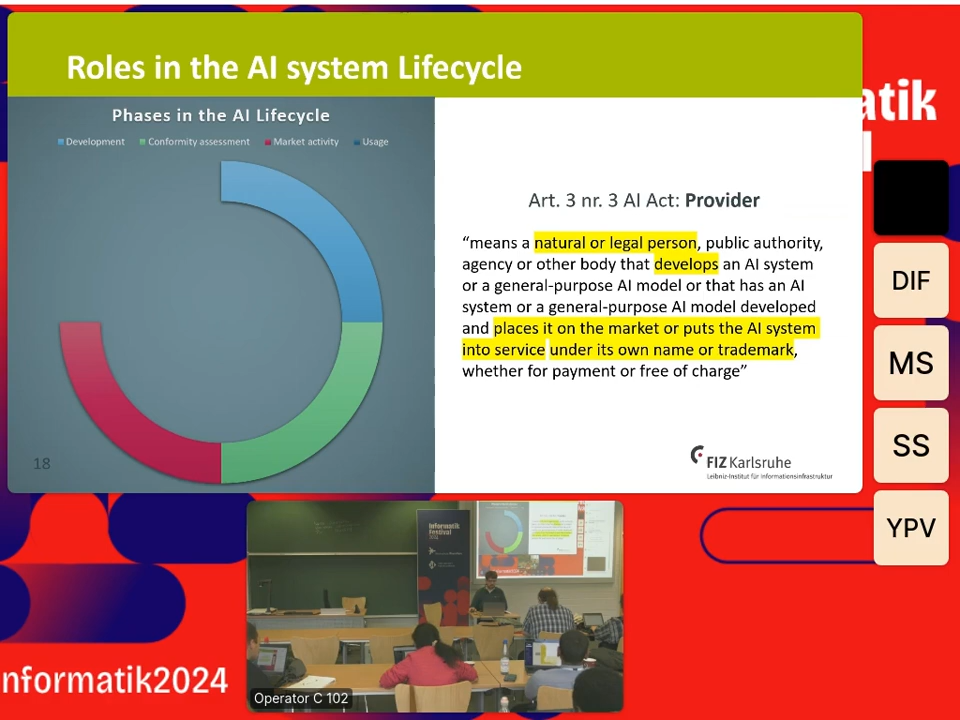 Roles in the AI system Lifecycle
Phases in the AI Lifecycle
Development Conformity assessment Market activity Usage
18
Art. 3 nr. 3 AI Act: Provider
“means a natural or legal person, public authority,
agency or other body that develops an AI system
or a general-purpose AI model or that has an AI
system or a general-purpose AI model developed
and places it on the market or puts the AI system
into service under its own name or trademark,
whether for payment or free of charge”
FIZ Karlsruhe
Leibniz-Institut für Informationsinfrastruktur
atik
DIF
MS
SS
YPV
informatik
festival
2024
Operator C 102
nformatik2024